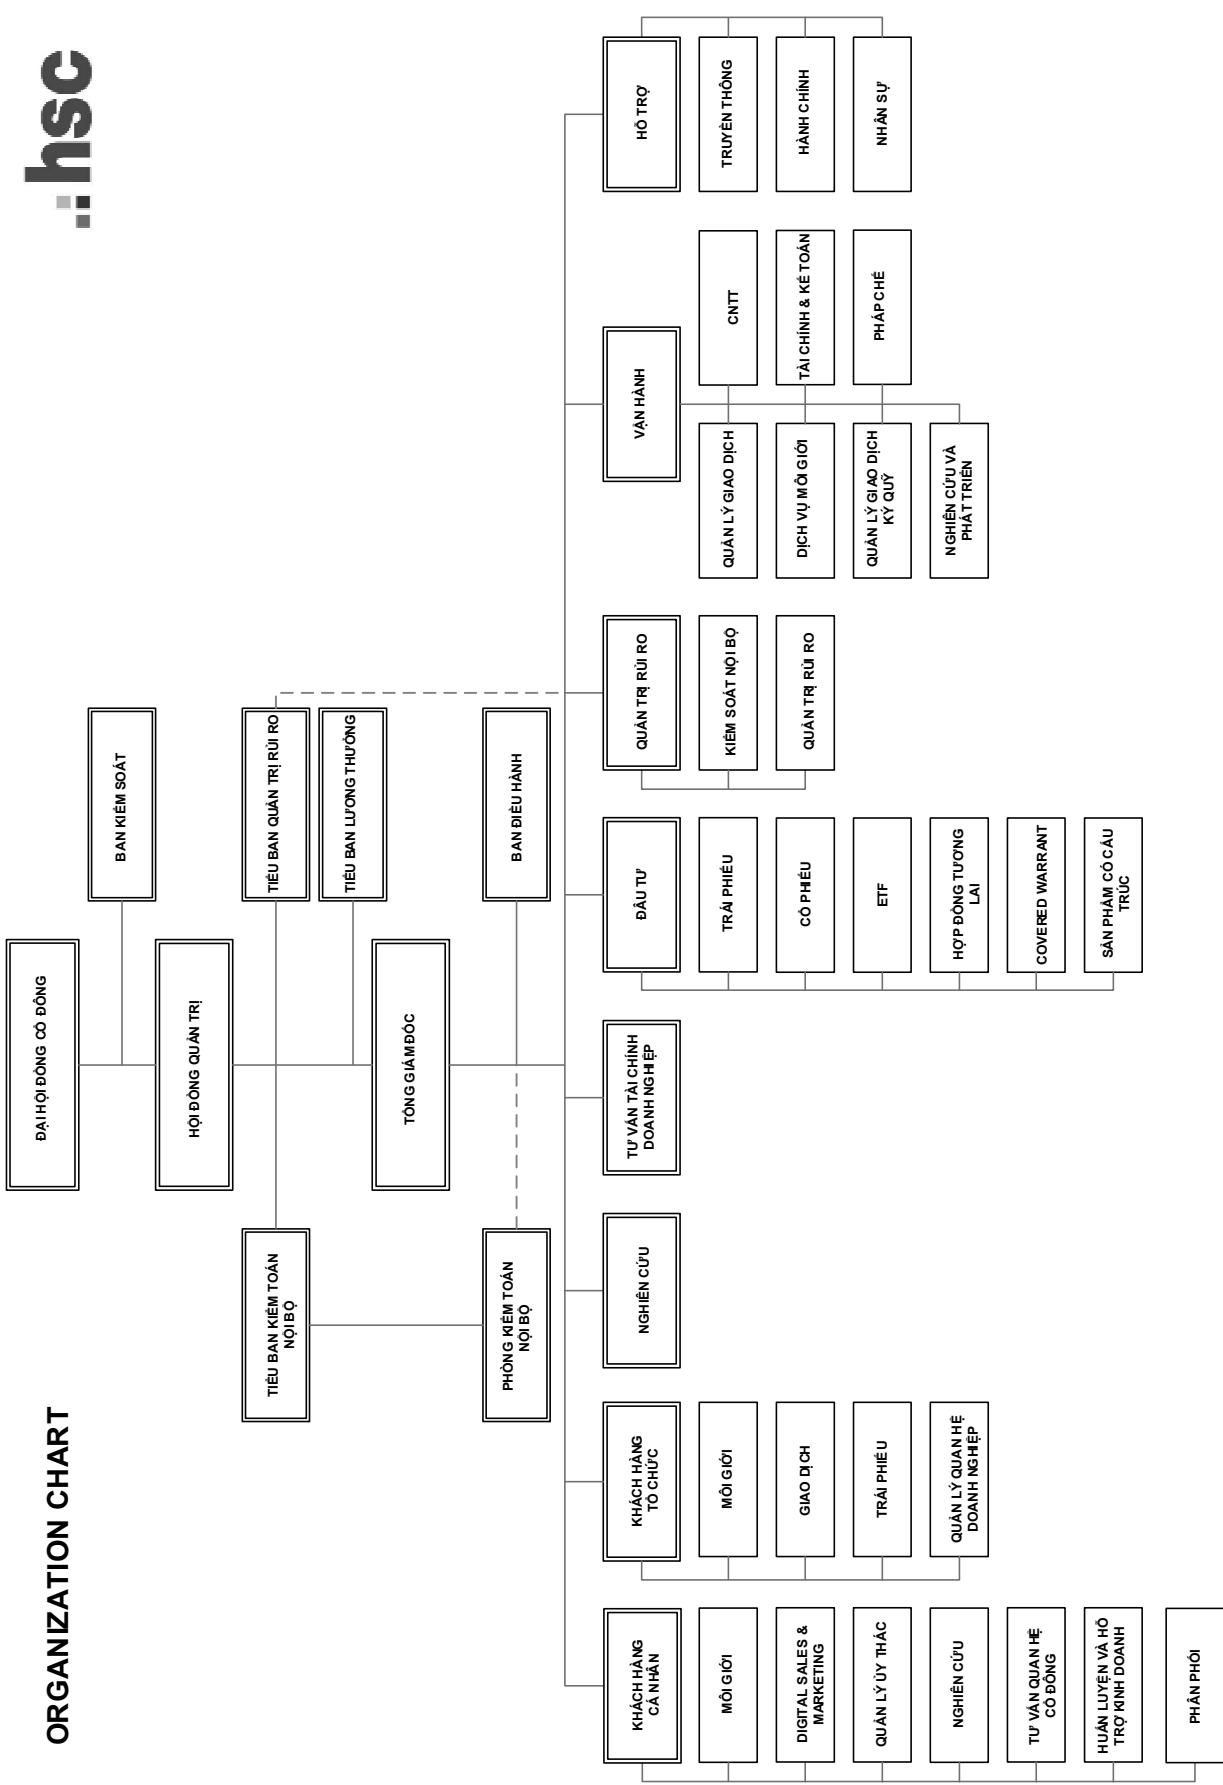 ORGANIZATION CHART
hsc
ĐẠI HỘI ĐỒNG CỔ ĐÔNG
BAN KIỂM SOÁT
HỘI ĐỒNG QUẢN TRỊ
TIỂU BAN KIỂM TOÁN
NỘI BỘ
TIỂU BAN QUẢN TRỊ RỦI RO
TIỂU BAN LƯƠNG THƯỞNG
TỔNG GIÁM ĐỐC
PHÒNG KIỂM TOÁN
NỘI BỘ
BAN ĐIỀU HÀNH
KHÁCH HÀNG
CÁ NHÂN
MÔI GIỚI
DIGITAL SALES &
MARKETING
QUẢN LÝ ỦY THÁC
NGHIÊN CỨU
TƯ VẤN QUAN HỆ
CỔ ĐÔNG
HUẤN LUYỆN VÀ HỖ
TRỢ KINH DOANH
PHÂN PHỐI
KHÁCH HÀNG
TỔ CHỨC
MÔI GIỚI
GIAO DỊCH
TRÁI PHIẾU
QUẢN LÝ QUAN HỆ
DOANH NGHIỆP
NGHIÊN CỨU
TƯ VẤN TÀI CHÍNH
DOANH NGHIỆP
ĐẦU TƯ
TRÁI PHIẾU
CỔ PHIẾU
ETF
HỢP ĐỒNG TƯƠNG
LAI
COVERED WARRANT
SẢN PHẨM CÓ CẤU
TRÚC
QUẢN TRỊ RỦI RO
KIỂM SOÁT NỘI BỘ
QUẢN TRỊ RỦI RO
VẬN HÀNH
QUẢN LÝ GIAO DỊCH
CNTT
DỊCH VỤ MÔI GIỚI
TÀI CHÍNH & KẾ TOÁN
QUẢN LÝ GIAO DỊCH
KÝ QUỸ
PHÁP CHẾ
NGHIÊN CỨU VÀ
PHÁT TRIỂN
HỖ TRỢ
TRUYỀN THÔNG
HÀNH CHÍNH
NHÂN SỰ